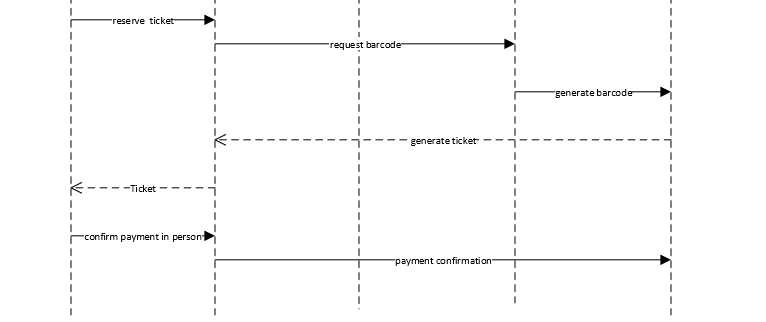 reserve ticket
request barcode
generate barcode
generate ticket
Ticket
confirm payment in person
payment confirmation